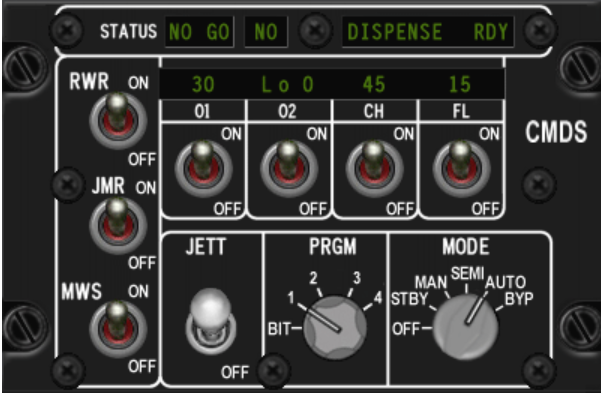 STATUS NO GO NO DISPENSE RDY
RWR ON
OFF
30 Lo 0 45 15
O1 O2 CH FL
ON ON ON ON
OFF OFF OFF OFF
CMDS
JMR ON
OFF
MWS ON
OFF
JETT
OFF
PRGM
BIT 1 2 3 4
MODE
OFF STBY MAN SEMI AUTO BYP